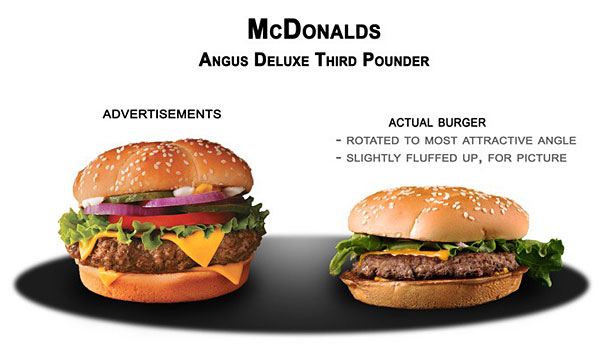 McDonalds
Angus Deluxe Third Pounder
ADVERTISEMENTS
ACTUAL BURGER
- ROTATED TO MOST ATTRACTIVE ANGLE
- SLIGHTLY FLUFFED UP, FOR PICTURE